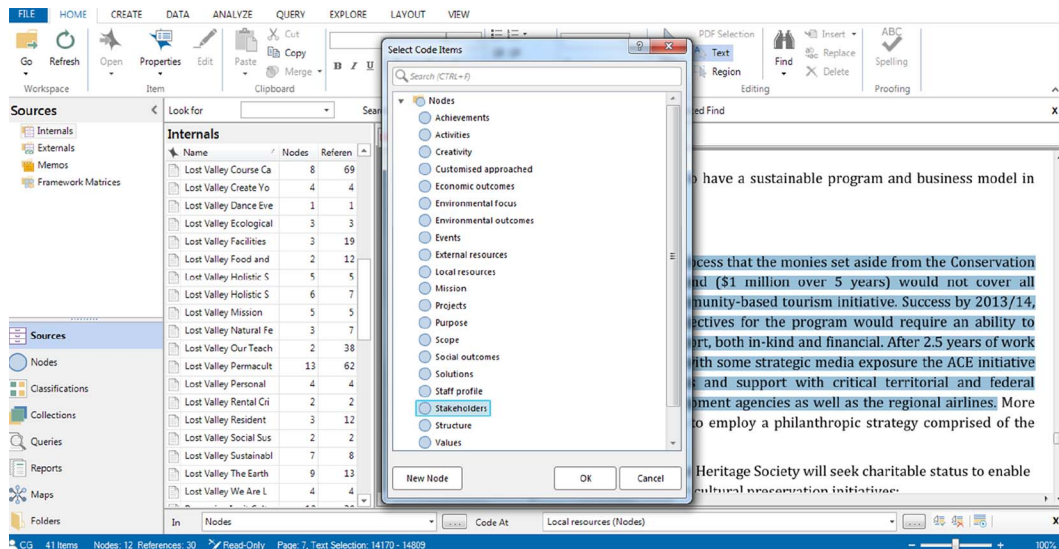 FILE HOME CREATE DATA ANALYZE QUERY EXPLORE LAYOUT VIEW
Go Refresh Open Properties Edit Paste Cut Copy Merge B I U PDF Selection Text Region Find Insert Replace Delete ABC Spelling
Workspace Item Clipboard Editing Proofing
Sources
Internals
Externals
Memos
Framework Matrices
Sources
Nodes
Classifications
Collections
Queries
Reports
Maps
Folders
Look for
Internals
Name Nodes Referen
Lost Valley Course Ca 8 69
Lost Valley Create Yo 4 4
Lost Valley Dance Eve 1 1
Lost Valley Ecological 3 3
Lost Valley Facilities 3 19
Lost Valley Food and 2 12
Lost Valley Holistic S 5 5
Lost Valley Holistic S 6 7
Lost Valley Mission 5 5
Lost Valley Natural Fe 3 7
Lost Valley Our Teach 2 38
Lost Valley Permacult 13 62
Lost Valley Personal 4 4
Lost Valley Rental Cri 2 2
Lost Valley Resident 3 12
Lost Valley Social Sus 2 2
Lost Valley Sustainabl 7 8
Lost Valley The Earth 9 13
Lost Valley We Are L 4 4
Select Code Items
Search (CTRL+F)
Nodes
Achievements
Activities
Creativity
Customised approached
Economic outcomes
Environmental focus
Environmental outcomes
Events
External resources
Local resources
Mission
Projects
Purpose
Scope
Social outcomes
Solutions
Staff profile
Stakeholders
Structure
Values
New Node OK Cancel
ed Find X
have a sustainable program and business model in
cess that the monies set aside from the Conservation
nd ($1 million over 5 years) would not cover all
munity-based tourism initiative. Success by 2013/14,
ectives for the program would require an ability to
ort, both in-kind and financial. After 2.5 years of work
with some strategic media exposure the ACE initiative
s and support with critical territorial and federal
pment agencies as well as the regional airlines. More
to employ a philanthropic strategy comprised of the
Heritage Society will seek charitable status to enable
cultural preservation initiatives:
In Nodes Code At Local resources (Nodes) X
CG 41 Items Nodes: 12 References: 30 Read-Only Page: 7, Text Selection: 14170 - 14809 100%